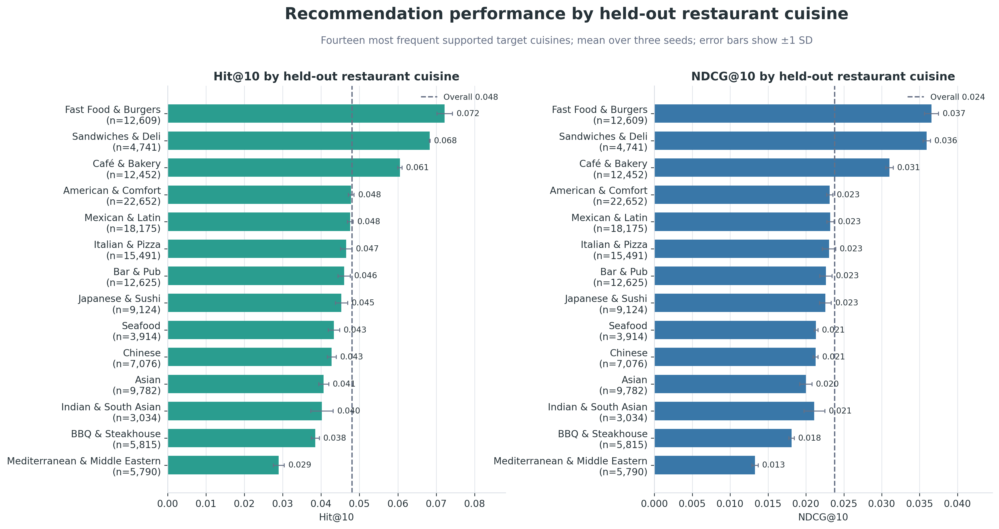 Recommendation performance by held-out restaurant cuisine
Fourteen most frequent supported target cuisines; mean over three seeds; error bars show ±1 SD
Hit@10 by held-out restaurant cuisine
Overall 0.048
Fast Food & Burgers
(n=12,609)
0.072
Sandwiches & Deli
(n=4,741)
0.068
Café & Bakery
(n=12,452)
0.061
American & Comfort
(n=22,652)
0.048
Mexican & Latin
(n=18,175)
0.048
Italian & Pizza
(n=15,491)
0.047
Bar & Pub
(n=12,625)
0.046
Japanese & Sushi
(n=9,124)
0.045
Seafood
(n=3,914)
0.043
Chinese
(n=7,076)
0.043
Asian
(n=9,782)
0.041
Indian & South Asian
(n=3,034)
0.040
BBQ & Steakhouse
(n=5,815)
0.038
Mediterranean & Middle Eastern
(n=5,790)
0.029
0.00 0.01 0.02 0.03 0.04 0.05 0.06 0.07 0.08
Hit@10
NDCG@10 by held-out restaurant cuisine
Overall 0.024
Fast Food & Burgers
(n=12,609)
0.037
Sandwiches & Deli
(n=4,741)
0.036
Café & Bakery
(n=12,452)
0.031
American & Comfort
(n=22,652)
0.023
Mexican & Latin
(n=18,175)
0.023
Italian & Pizza
(n=15,491)
0.023
Bar & Pub
(n=12,625)
0.023
Japanese & Sushi
(n=9,124)
0.023
Seafood
(n=3,914)
0.021
Chinese
(n=7,076)
0.021
Asian
(n=9,782)
0.020
Indian & South Asian
(n=3,034)
0.021
BBQ & Steakhouse
(n=5,815)
0.018
Mediterranean & Middle Eastern
(n=5,790)
0.013
0.000 0.005 0.010 0.015 0.020 0.025 0.030 0.035 0.040
NDCG@10